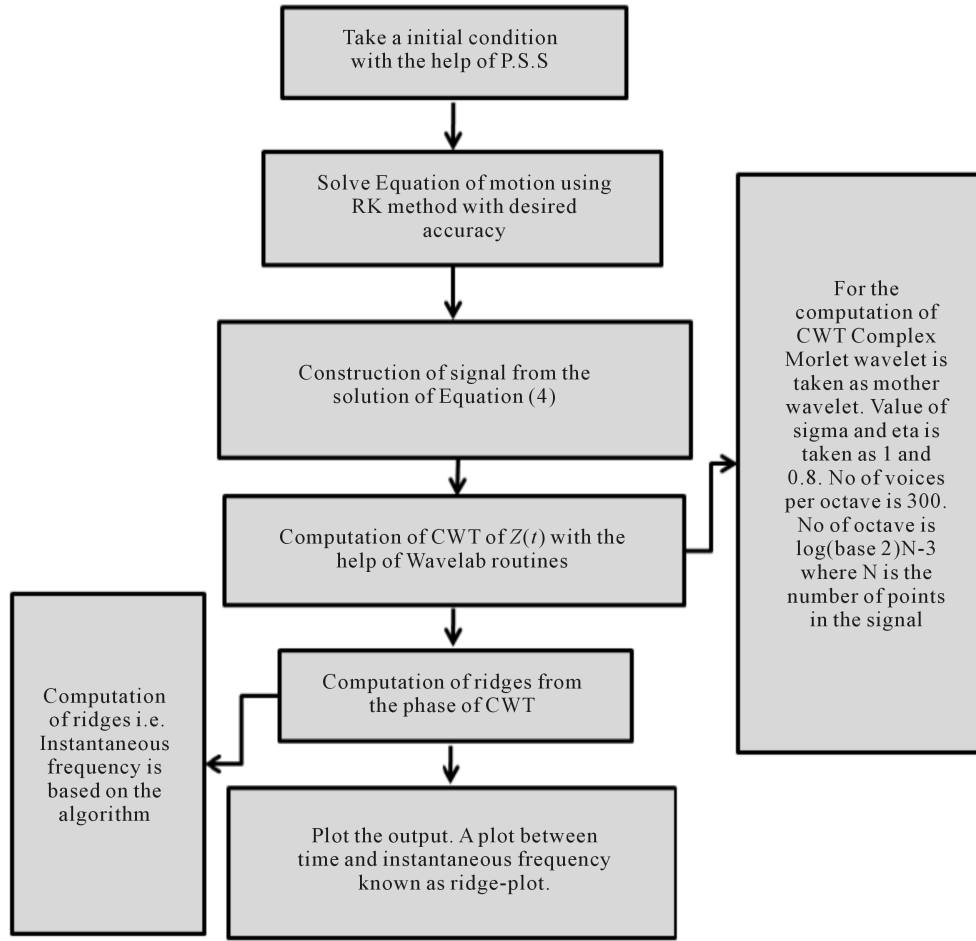 Take a initial condition
with the help of P.S.S
Solve Equation of motion using
RK method with desired
accuracy
Construction of signal from the
solution of Equation (4)
Computation of CWT of Z(t) with the
help of Wavelab routines
For the
computation of
CWT Complex
Morlet wavelet is
taken as mother
wavelet. Value of
sigma and eta is
taken as 1 and
0.8. No of voices
per octave is 300.
No of octave is
log(base 2)N-3
where N is the
number of points
in the signal
Computation of ridges from
the phase of CWT
Computation
of ridges i.e.
Instantaneous
frequency is
based on the
algorithm
Plot the output. A plot between
time and instantaneous frequency
known as ridge-plot.